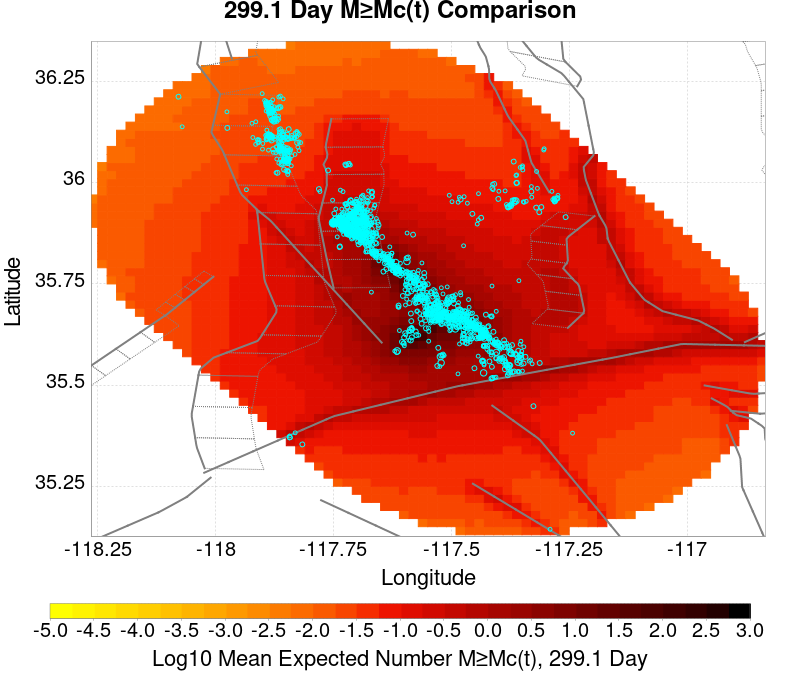 299.1 Day M≥Mc(t) Comparison
36.25
36
35.75
35.5
35.25
Latitude
-118.25 -118 -117.75 -117.5 -117.25 -117
Longitude
-5.0 -4.5 -4.0 -3.5 -3.0 -2.5 -2.0 -1.5 -1.0 -0.5 0.0 0.5 1.0 1.5 2.0 2.5 3.0
Log10 Mean Expected Number M≥Mc(t), 299.1 Day